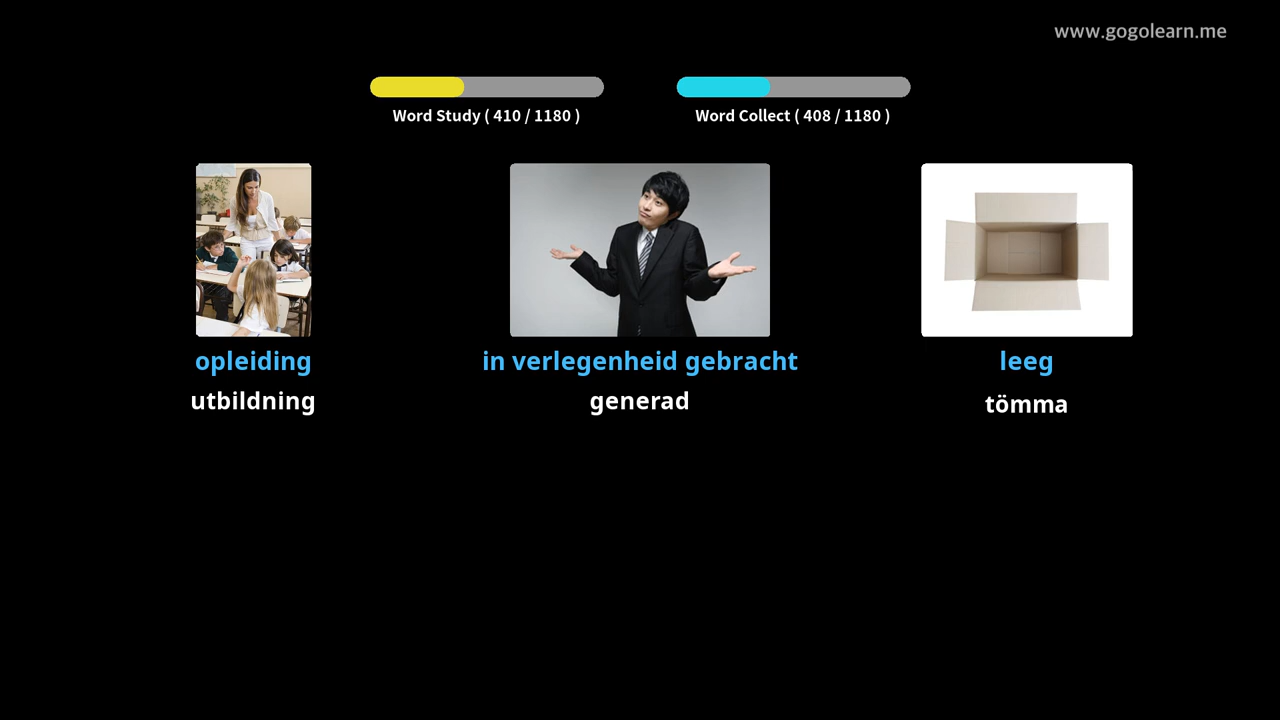 www.gogolearn.me
Word Study ( 410 / 1180 )
Word Collect ( 408 / 1180 )
opleiding
utbildning
in verlegenheid gebracht
generad
leeg
tömma